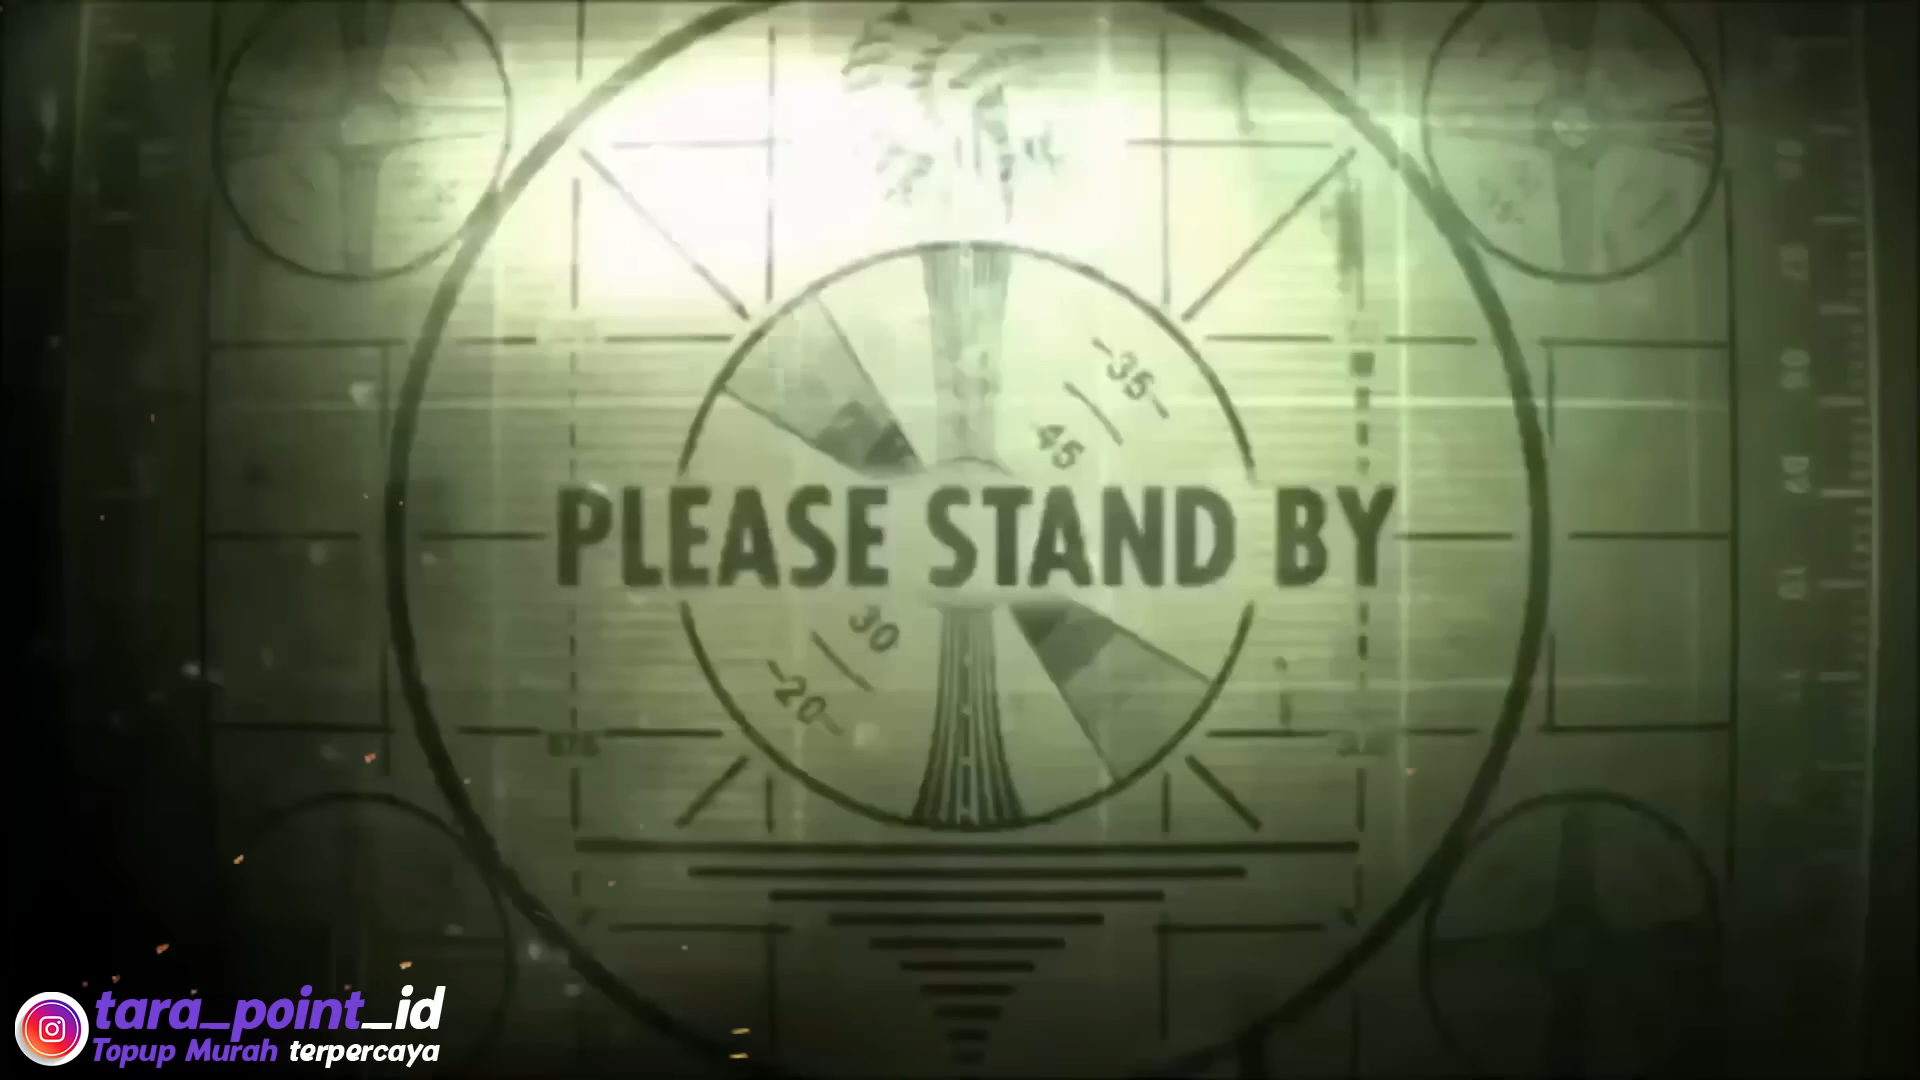 -35-
45
PLEASE STAND BY
30
-20-
tara_point_id
Topup Murah terpercaya